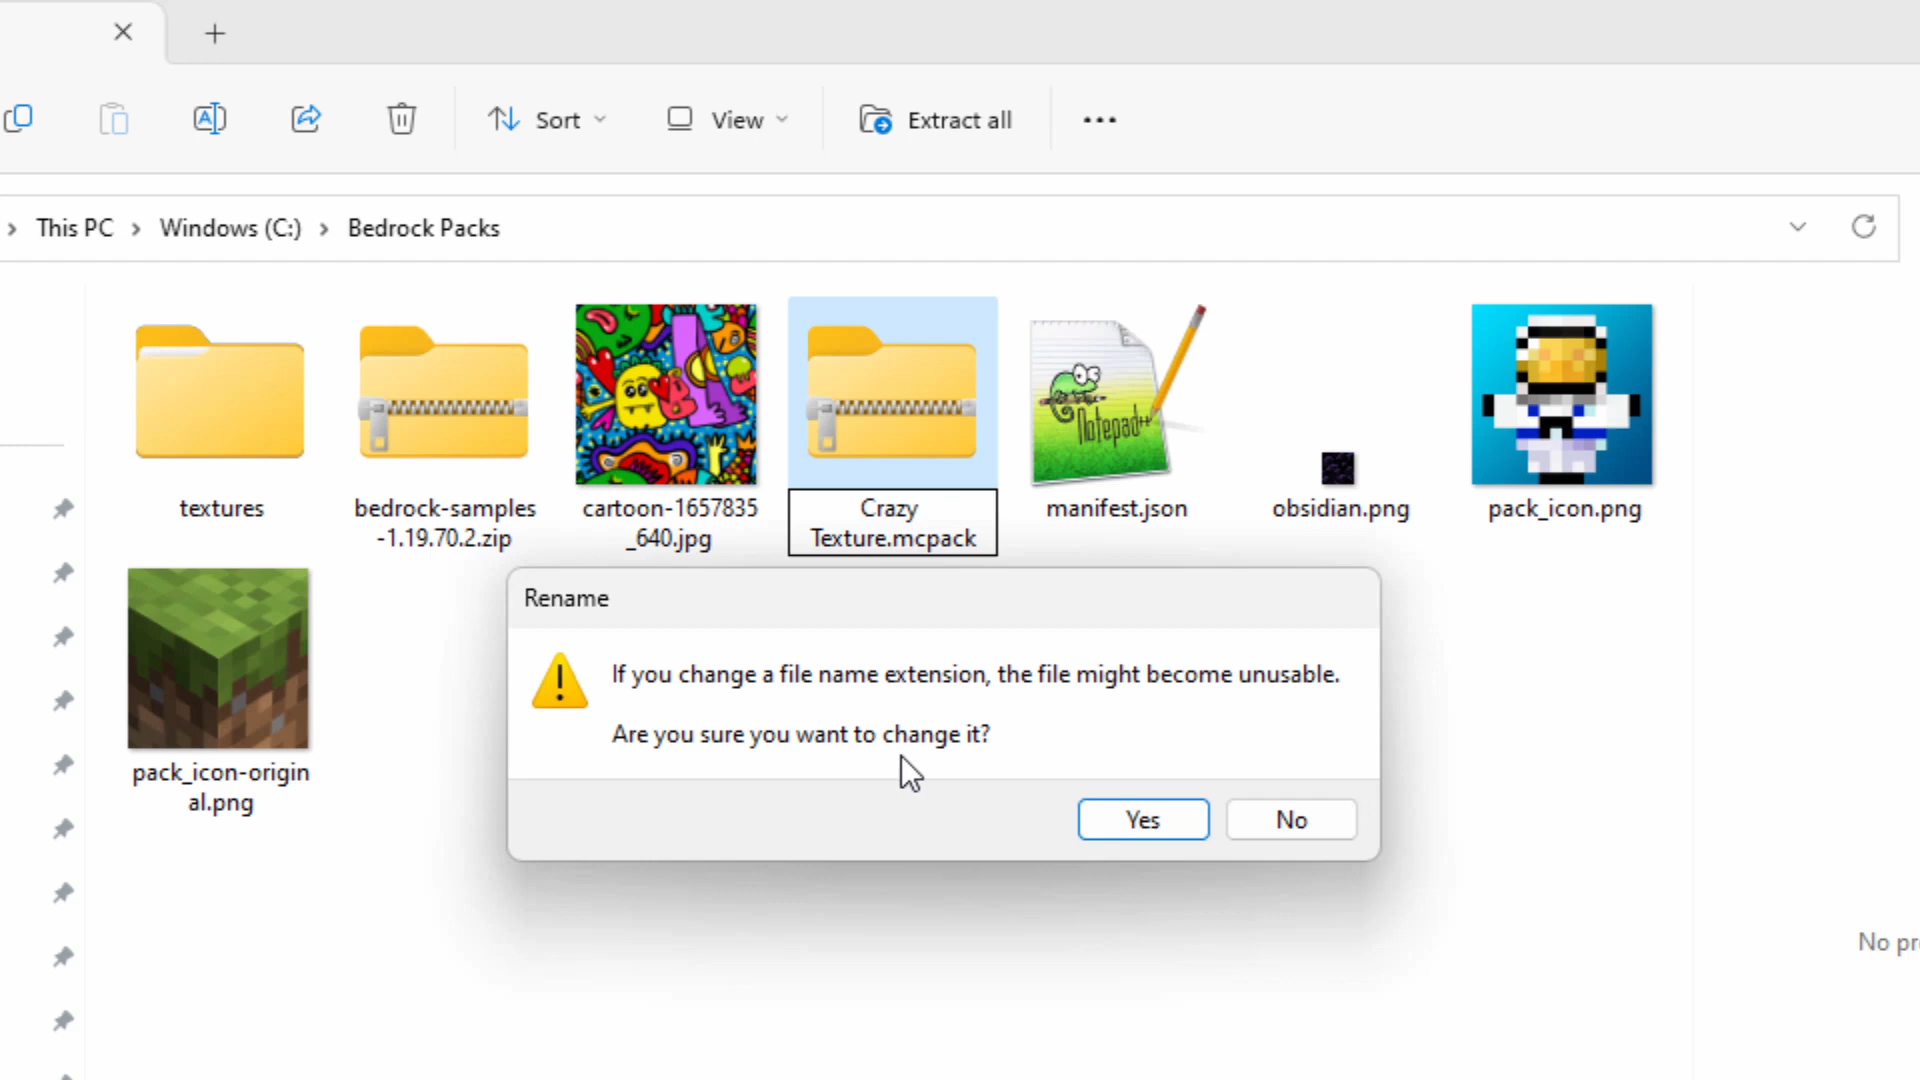 Sort
View
Extract all
This PC
Windows (C:)
Bedrock Packs
textures
bedrock-samples
-1.19.70.2.zip
cartoon-1657835
_640.jpg
Crazy
Texture.mcpack
Notepad++
manifest.json
obsidian.png
pack_icon.png
pack_icon-origin
al.png
Rename
If you change a file name extension, the file might become unusable.
Are you sure you want to change it?
Yes
No
No